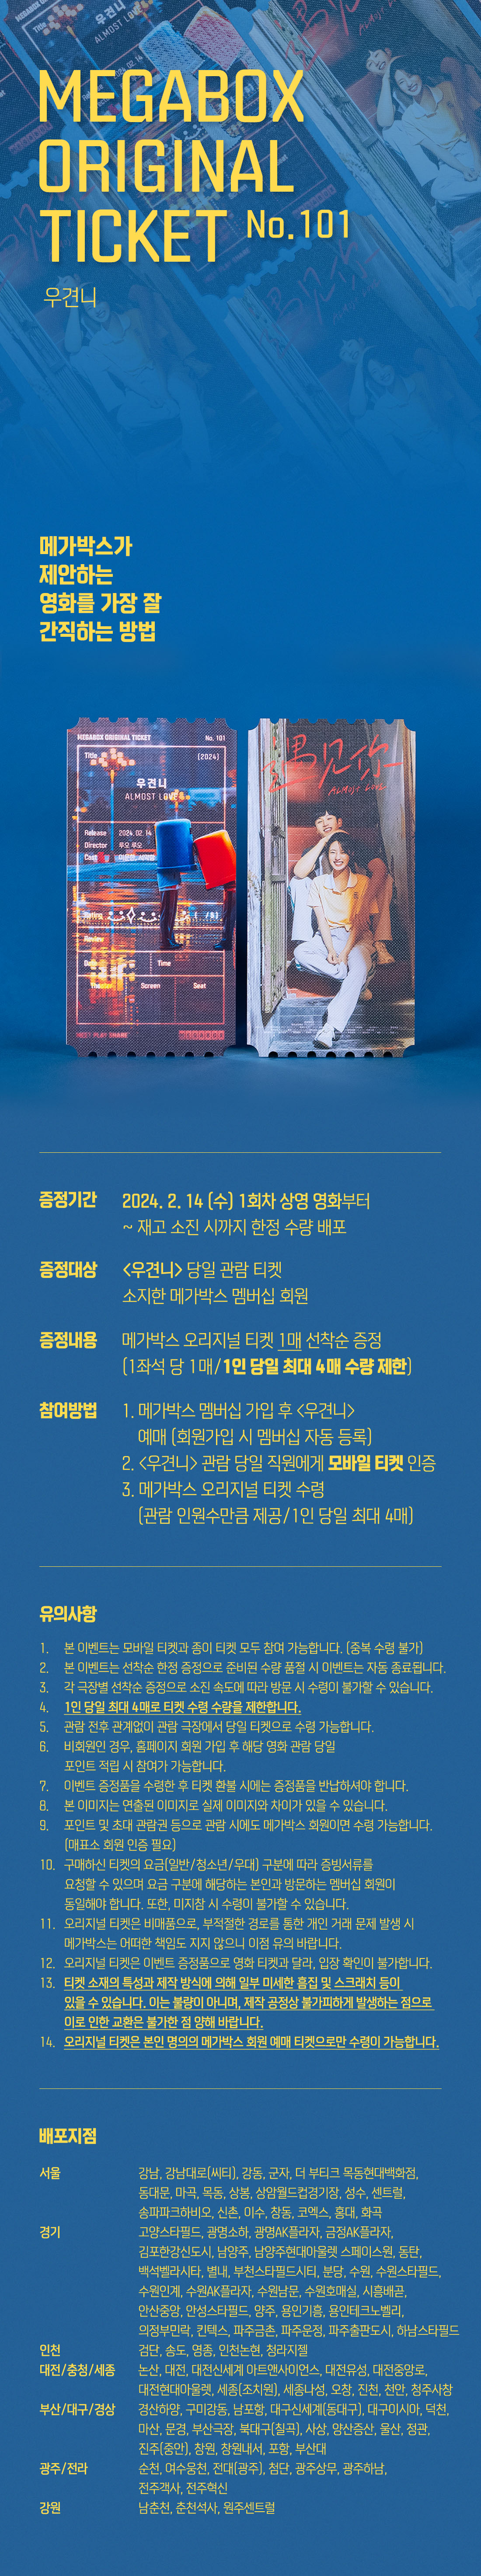 MEGABOX
ORIGINAL
TICKET No.101
우견니
메가박스가
제안하는
영화를 가장 잘
간직하는 방법
MEGABOX ORIGINAL TICKET No. 101
Title (2024)
우견니
ALMOST LOVE
Release 2024. 02. 14
Director 루오 루오
Cast
Rating ( /5)
Review
Date Time
Theater Screen Seat
MEET PLAY SHARE
遇见你
ALMOST LOVE
증정기간 2024. 2. 14 (수) 1회차 상영 영화부터
~ 재고 소진 시까지 한정 수량 배포
증정대상 <우견니> 당일 관람 티켓
소지한 메가박스 멤버십 회원
증정내용 메가박스 오리지널 티켓 1매 선착순 증정
(1좌석 당 1매/1인 당일 최대 4매 수량 제한)
참여방법 1. 메가박스 멤버십 가입 후 <우견니>
예매 (회원가입 시 멤버십 자동 등록)
2. <우견니> 관람 당일 직원에게 모바일 티켓 인증
3. 메가박스 오리지널 티켓 수령
(관람 인원수만큼 제공/1인 당일 최대 4매)
유의사항
1. 본 이벤트는 모바일 티켓과 종이 티켓 모두 참여 가능합니다. (중복 수령 불가)
2. 본 이벤트는 선착순 한정 증정으로 준비된 수량 품절 시 이벤트는 자동 종료됩니다.
3. 각 극장별 선착순 증정으로 소진 속도에 따라 방문 시 수령이 불가할 수 있습니다.
4. 1인 당일 최대 4매로 티켓 수령 수량을 제한합니다.
5. 관람 전후 관계없이 관람 극장에서 당일 티켓으로 수령 가능합니다.
6. 비회원인 경우, 홈페이지 회원 가입 후 해당 영화 관람 당일
포인트 적립 시 참여가 가능합니다.
7. 이벤트 증정품을 수령한 후 티켓 환불 시에는 증정품을 반납하셔야 합니다.
8. 본 이미지는 연출된 이미지로 실제 이미지와 차이가 있을 수 있습니다.
9. 포인트 및 초대 관람권 등으로 관람 시에도 메가박스 회원이면 수령 가능합니다.
(매표소 회원 인증 필요)
10. 구매하신 티켓의 요금(일반/청소년/우대) 구분에 따라 증빙서류를
요청할 수 있으며 요금 구분에 해당하는 본인과 방문하는 멤버십 회원이
동일해야 합니다. 또한, 미지참 시 수령이 불가할 수 있습니다.
11. 오리지널 티켓은 비매품으로, 부적절한 경로를 통한 개인 거래 문제 발생 시
메가박스는 어떠한 책임도 지지 않으니 이점 유의 바랍니다.
12. 오리지널 티켓은 이벤트 증정품으로 영화 티켓과 달라, 입장 확인이 불가합니다.
13. 티켓 소재의 특성과 제작 방식에 의해 일부 미세한 흠집 및 스크래치 등이
있을 수 있습니다. 이는 불량이 아니며, 제작 공정상 불가피하게 발생하는 점으로
이로 인한 교환은 불가한 점 양해 바랍니다.
14. 오리지널 티켓은 본인 명의의 메가박스 회원 예매 티켓으로만 수령이 가능합니다.
배포지점
서울 강남, 강남대로(씨티), 강동, 군자, 더 부티크 목동현대백화점,
동대문, 마곡, 목동, 상봉, 상암월드컵경기장, 성수, 센트럴,
송파파크하비오, 신촌, 이수, 창동, 코엑스, 홍대, 화곡
경기 고양스타필드, 광명소하, 광명AK플라자, 금정AK플라자,
김포한강신도시, 남양주, 남양주현대아울렛 스페이스원, 동탄,
백석벨라시타, 별내, 부천스타필드시티, 분당, 수원, 수원스타필드,
수원인계, 수원AK플라자, 수원남문, 수원호매실, 시흥배곧,
안산중앙, 안성스타필드, 양주, 용인기흥, 용인테크노밸리,
의정부민락, 킨텍스, 파주금촌, 파주운정, 파주출판도시, 하남스타필드
인천 검단, 송도, 영종, 인천논현, 청라지젤
대전/충청/세종 논산, 대전, 대전신세계 아트앤사이언스, 대전유성, 대전중앙로,
대전현대아울렛, 세종(조치원), 세종나성, 오창, 진천, 천안, 청주사창
부산/대구/경상 경산하양, 구미강동, 남포항, 대구신세계(동대구), 대구이시아, 덕천,
마산, 문경, 부산극장, 북대구(칠곡), 사상, 양산증산, 울산, 정관,
진주(중안), 창원, 창원내서, 포항, 부산대
광주/전라 순천, 여수웅천, 전대(광주), 첨단, 광주상무, 광주하남,
전주객사, 전주혁신
강원 남춘천, 춘천석사, 원주센트럴